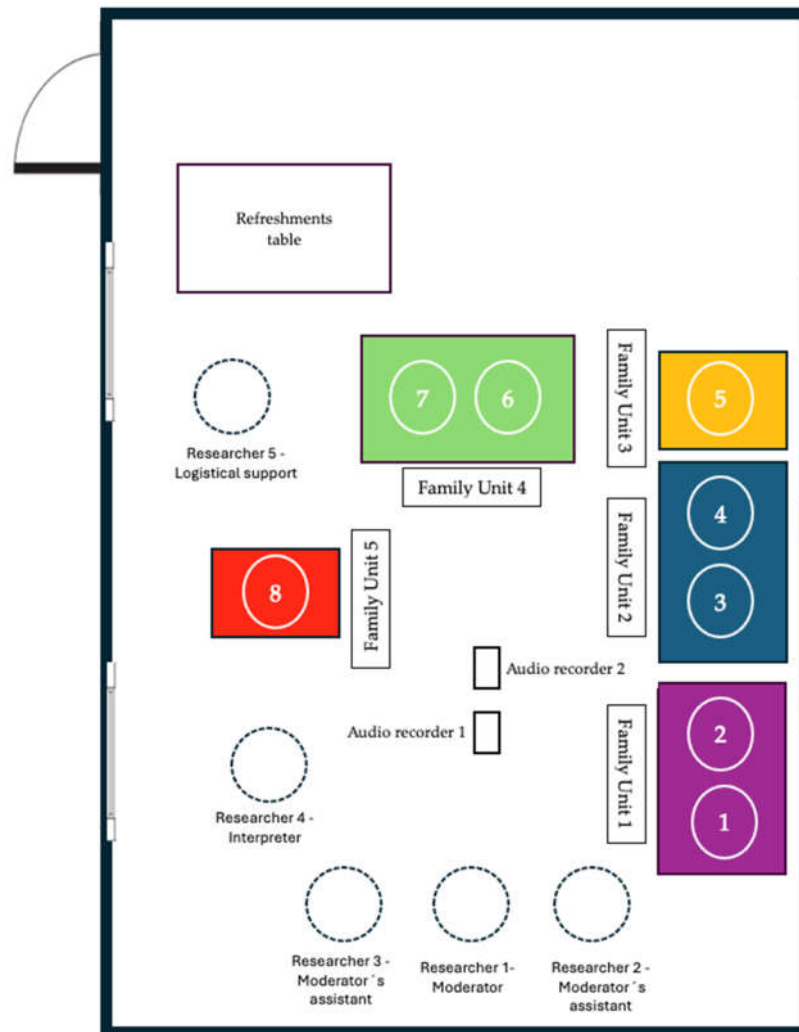 Refreshments
table
7
6
Family Unit 3
5
Researcher 5 -
Logistical support
Family Unit 4
Family Unit 2
4
3
8
Family Unit 5
Audio recorder 2
Audio recorder 1
Family Unit 1
2
1
Researcher 4 -
Interpreter
Researcher 3 -
Moderator´s
assistant
Researcher 1-
Moderator
Researcher 2 -
Moderator´s
assistant